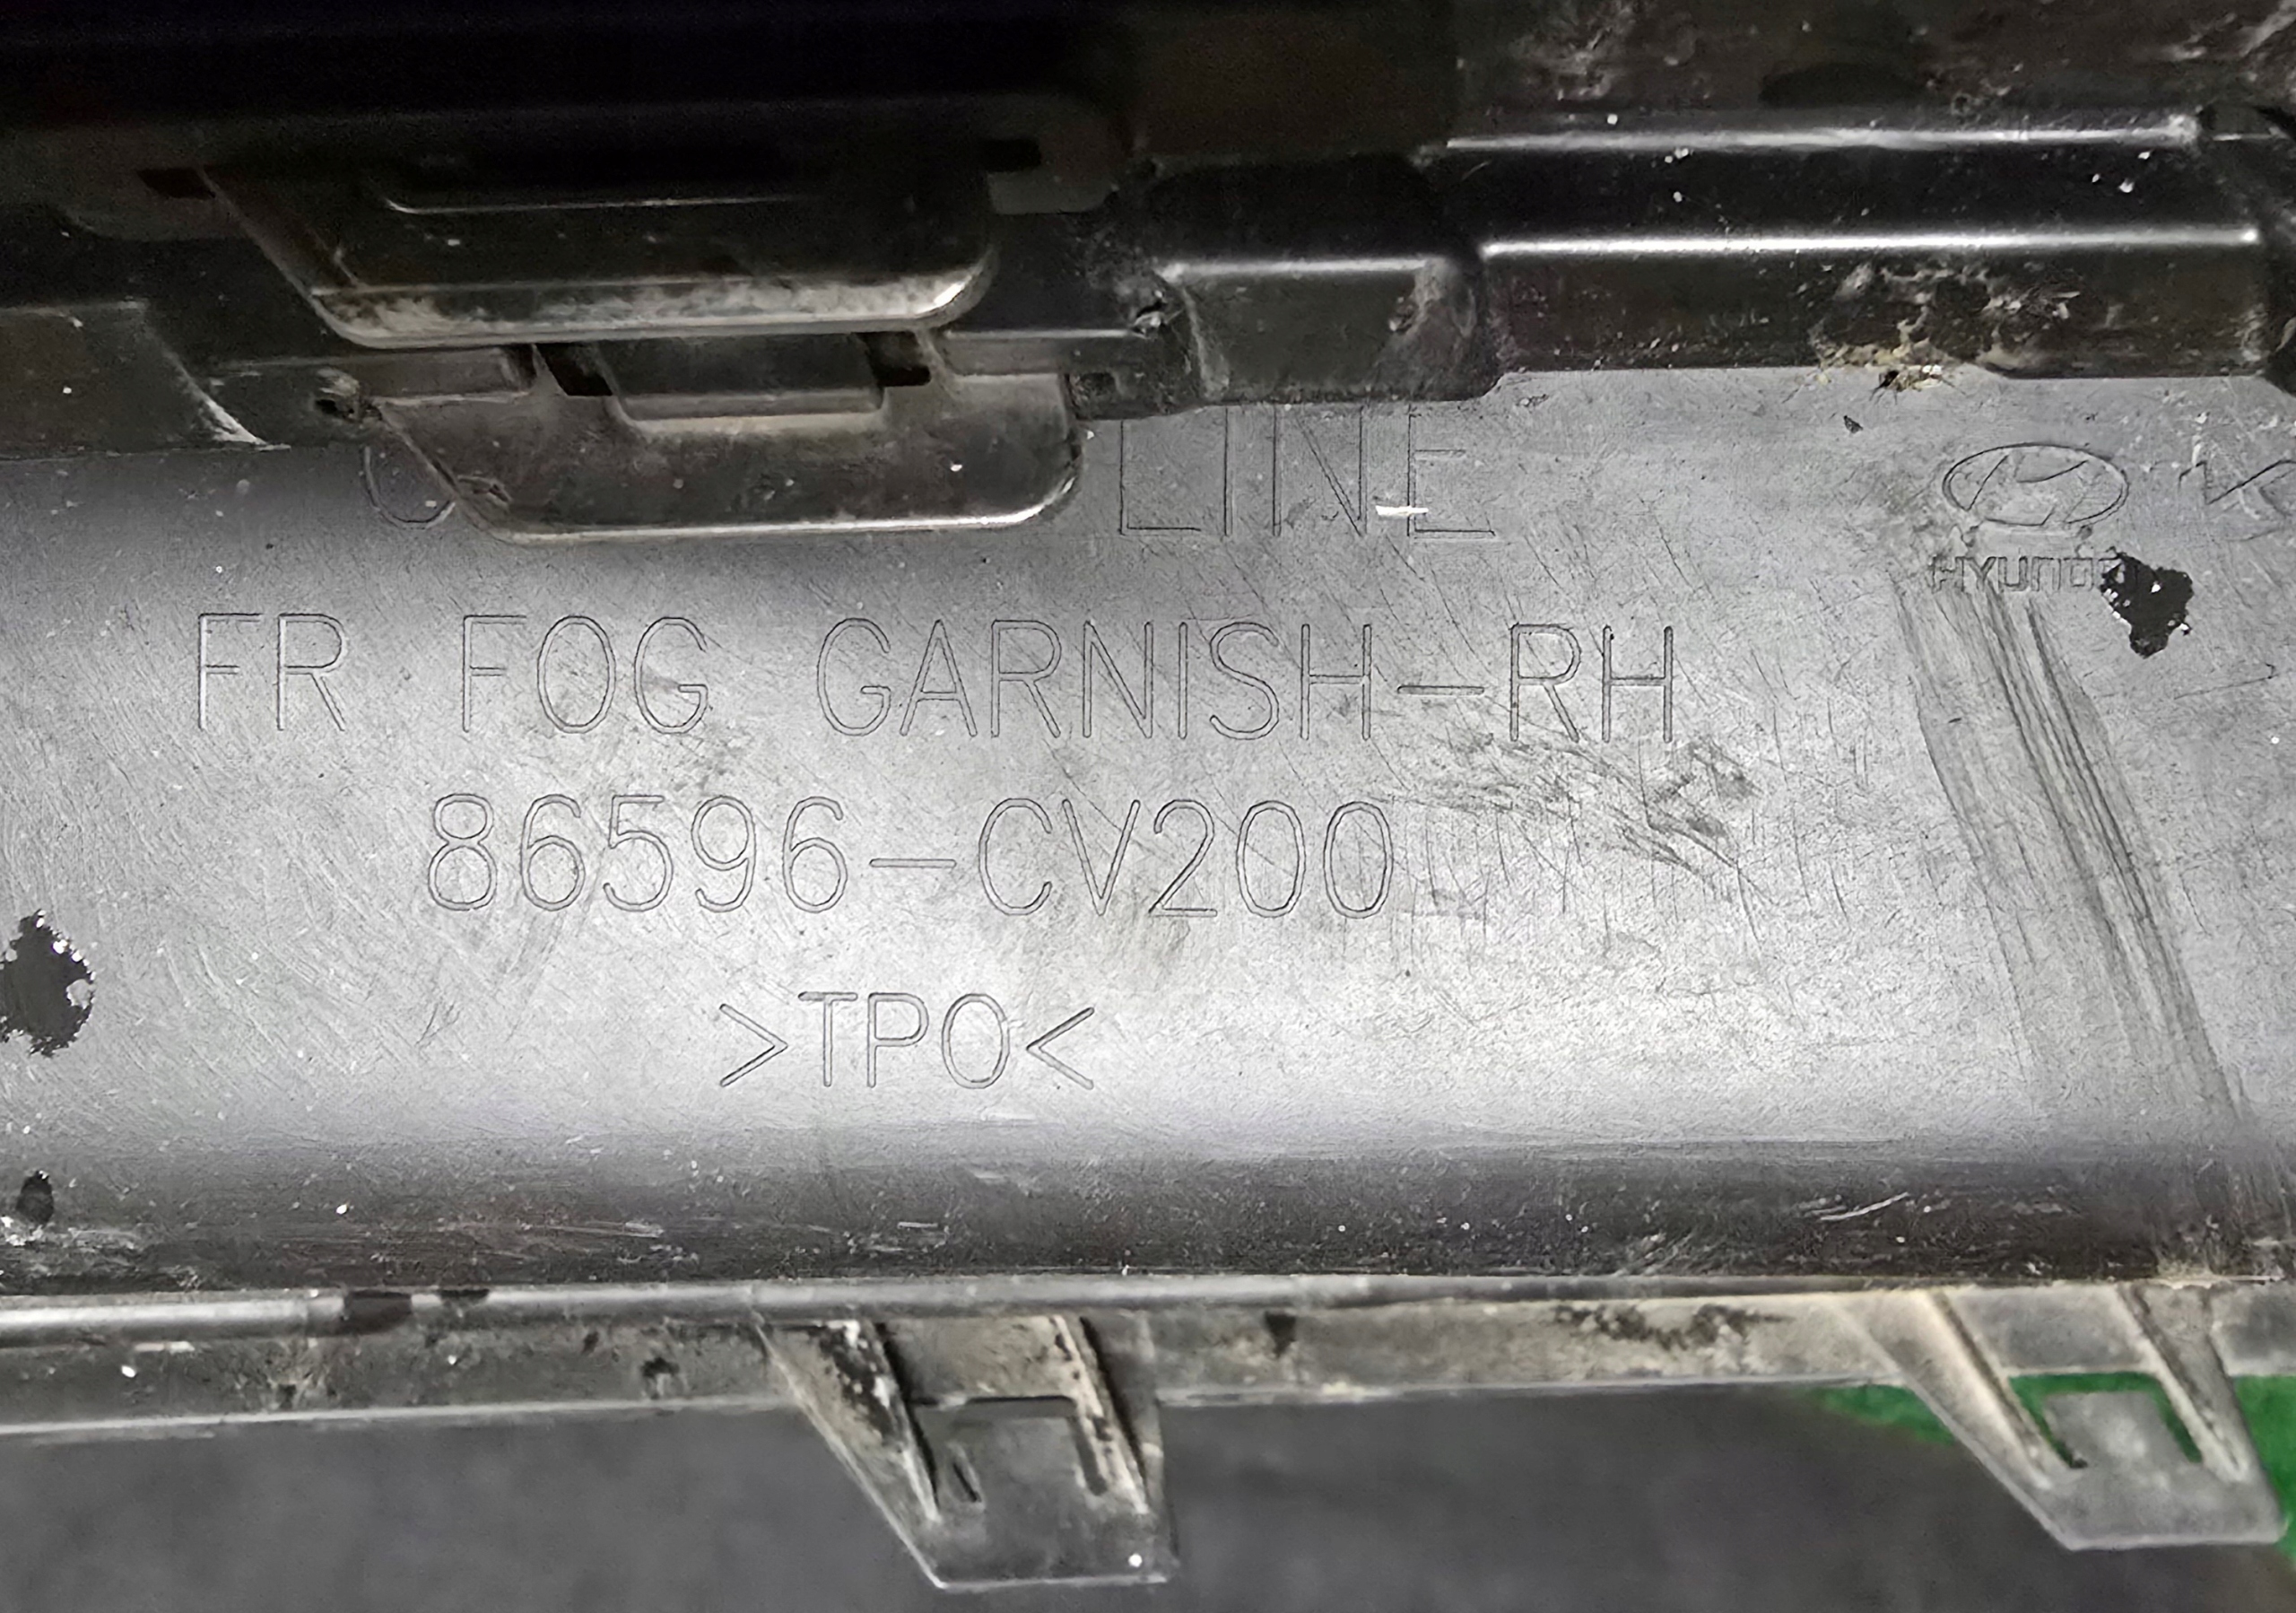 LINE
HYUNDAI
FR FOG GARNISH-RH
86596-CV200
>TPO<